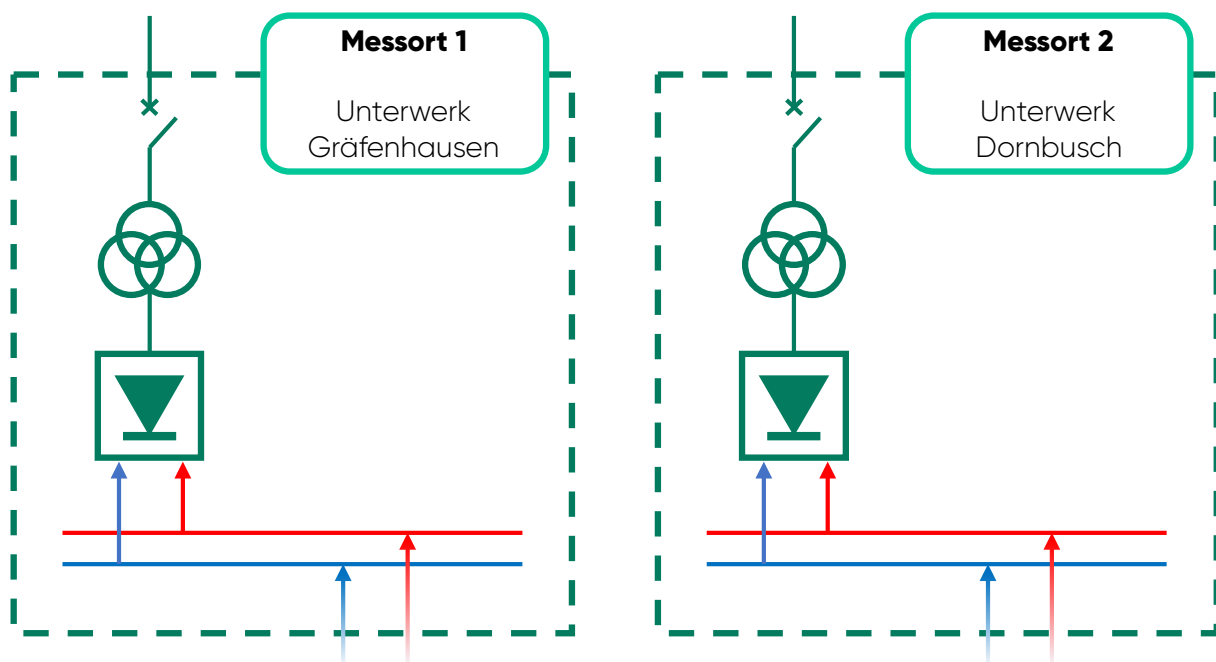 Messort 1
Unterwerk
Gräfenhausen
Messort 2
Unterwerk
Dornbusch